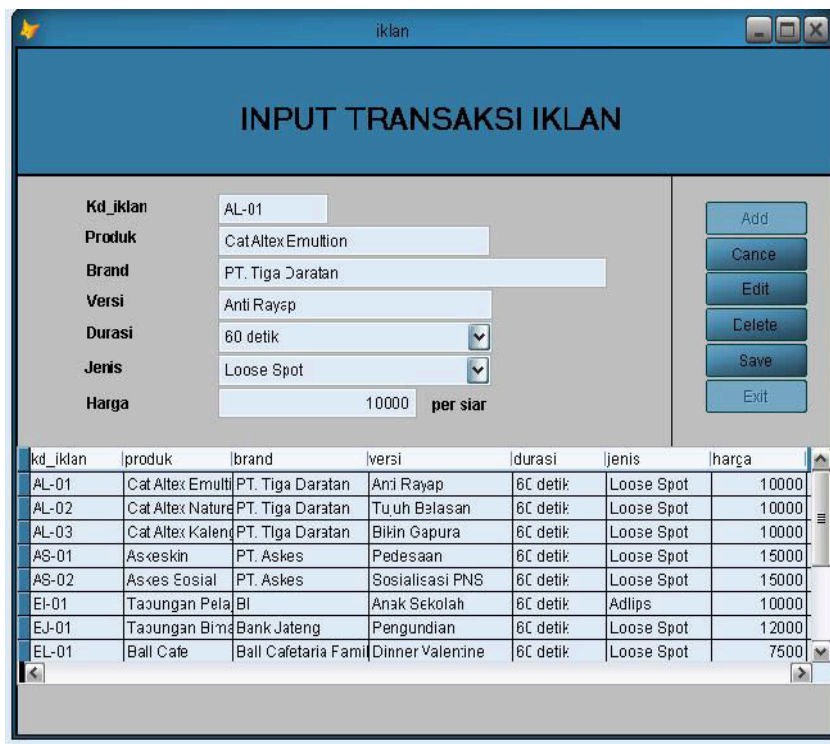 iklan
INPUT TRANSAKSI IKLAN
Kd_iklan AL-01
Produk Cat Altex Emultion
Brand PT. Tiga Daratan
Versi Anti Rayap
Durasi 60 detik
Jenis Loose Spot
Harga 10000 per siar
Add
Cance
Edit
Delete
Save
Exit
kd_iklan produk brand versi durasi jenis harga
AL-01 Cat Altex Emulti PT. Tiga Daratan Anti Rayap 60 detik Loose Spot 10000
AL-02 Cat Altex Nature PT. Tiga Daratan Tujuh Belasan 60 detik Loose Spot 10000
AL-03 Cat Altex Kaleng PT. Tiga Daratan Bikin Gapura 60 detik Loose Spot 10000
AS-01 Askeskin PT. Askes Pedesaan 60 detik Loose Spot 15000
AS-02 Askes Sosial PT. Askes Sosialisasi PNS 60 detik Loose Spot 15000
EI-01 Tabungan Pela BI Anak Sekolah 60 detik Adlips 10000
EJ-01 Tabungan Bima Bank Jateng Pengundian 60 detik Loose Spot 12000
EL-01 Ball Cafe Ball Cafetaria Famil Dinner Valentine 60 detik Loose Spot 7500